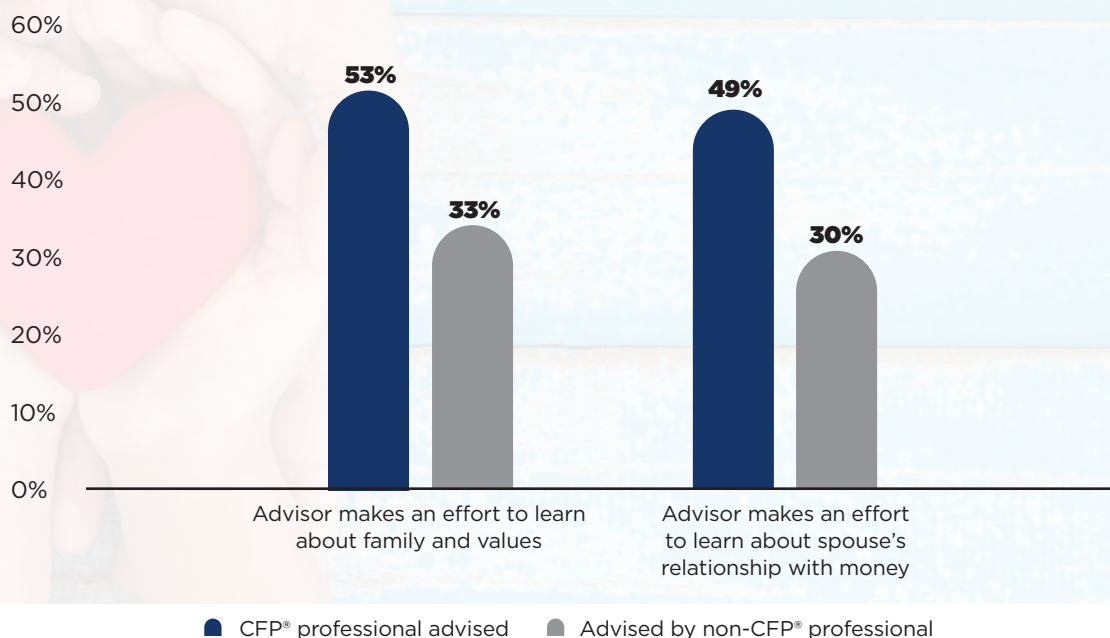 60%
50%
40%
30%
20%
10%
0%
53%
33%
49%
30%
Advisor makes an effort to learn
about family and values
Advisor makes an effort
to learn about spouse’s
relationship with money
CFP® professional advised
Advised by non-CFP® professional